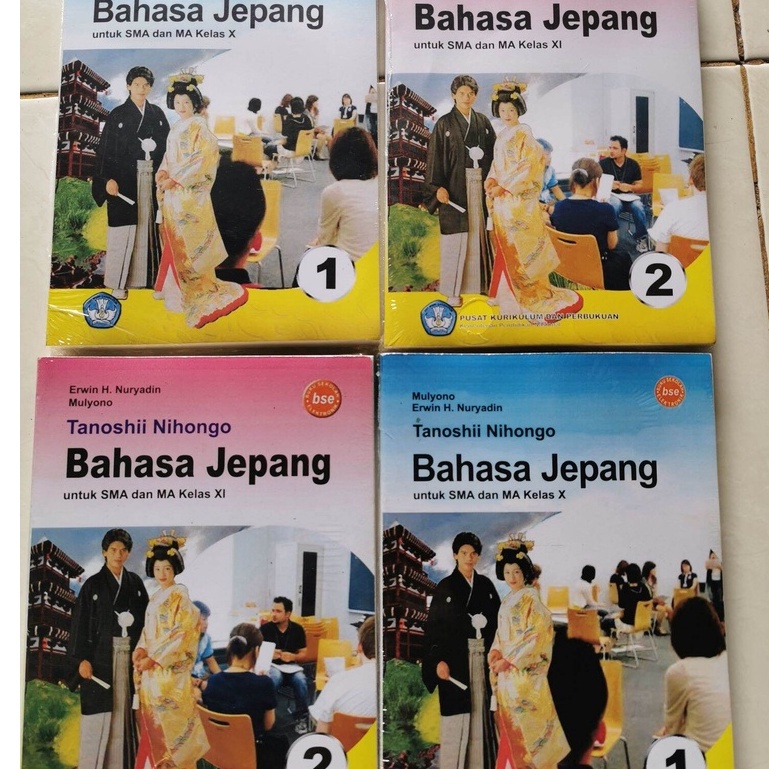 Bahasa Jepang
untuk SMA dan MA Kelas X
1
Bahasa Jepang
untuk SMA dan MA Kelas XI
2
PUSAT KURIKULUM DAN PERBUKUAN
Erwin H. Nuryadin
Mulyono
bse
Tanoshii Nihongo
Bahasa Jepang
untuk SMA dan MA Kelas XI
2
Mulyono
Erwin H. Nuryadin
bse
Tanoshii Nihongo
Bahasa Jepang
untuk SMA dan MA Kelas X
1